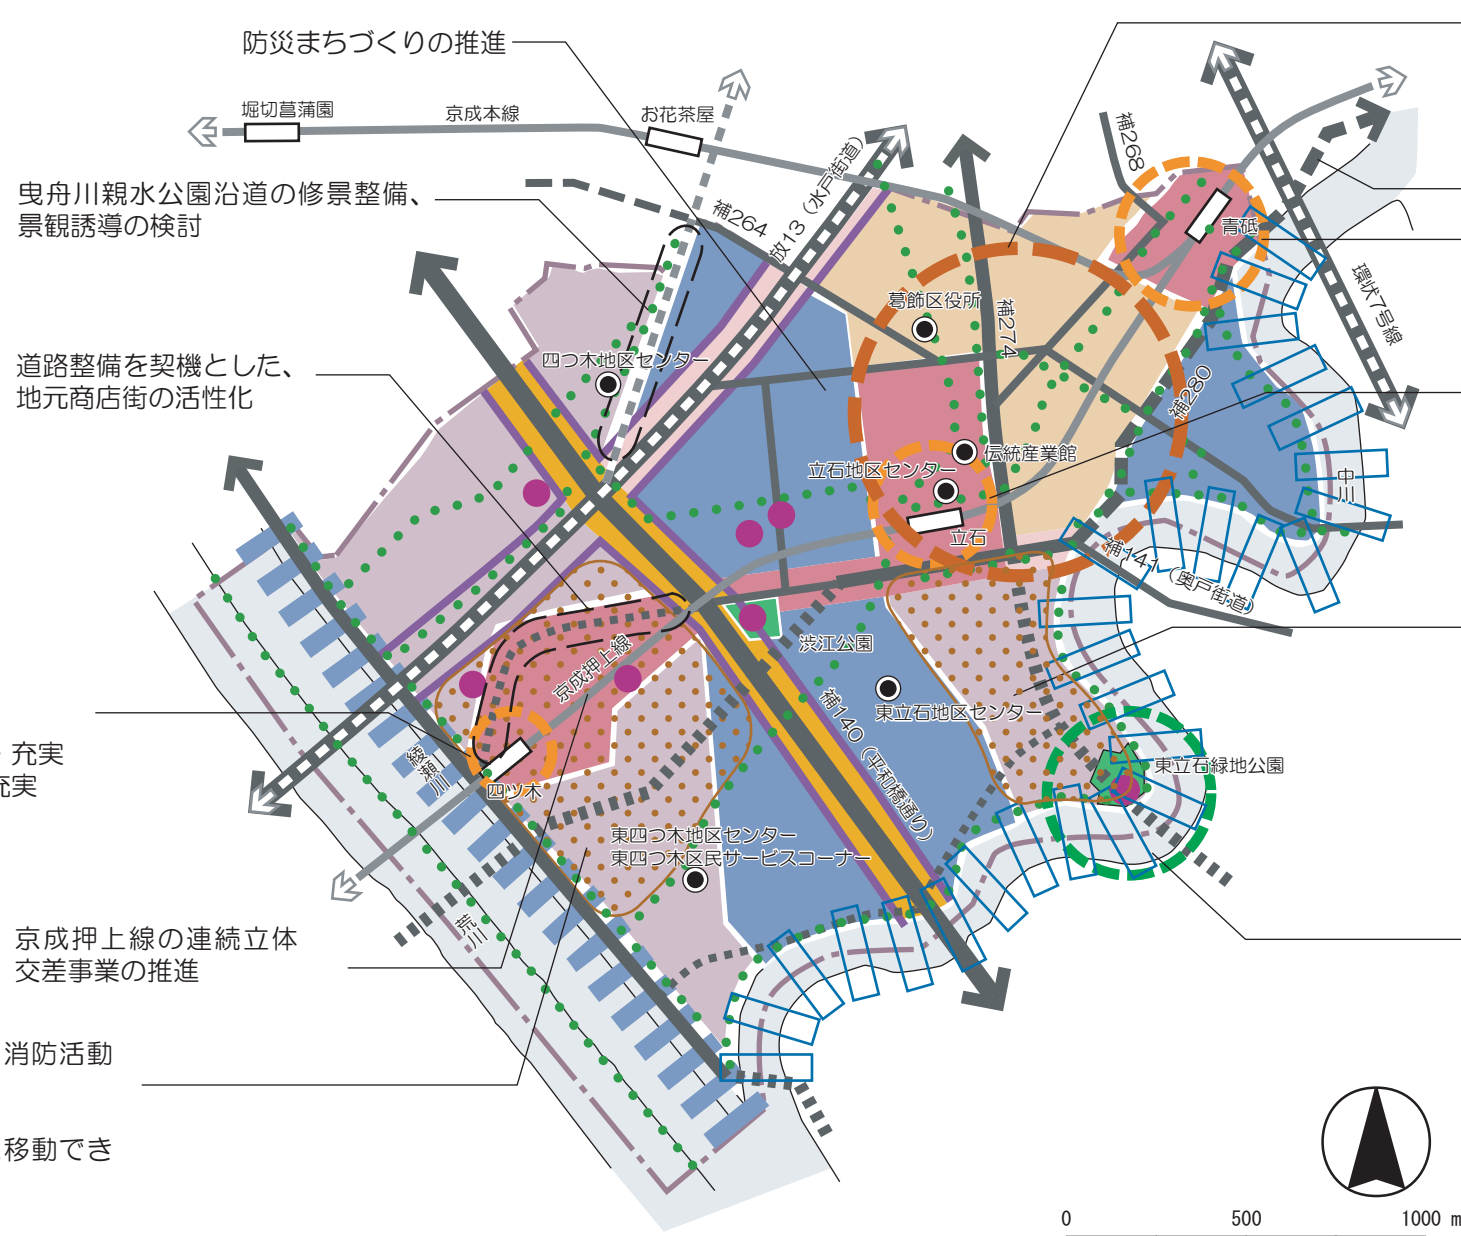 防災まちづくりの推進
堀切菖蒲園
京成本線
お花茶屋
曳舟川親水公園沿道の修景整備、
景観誘導の検討
補264
放13（水戸街道）
補268
青砥
環状7号線
葛飾区役所
補274
道路整備を契機とした、
地元商店街の活性化
四つ木地区センター
補280
伝統産業館
立石地区センター
立石
中川
補141（奥戸街道）
渋江公園
京成押上線
東立石地区センター
補140（平和橋通り）
東立石緑地公園
充実
充実
綾瀬川
四ツ木
東四つ木地区センター
東四つ木区民サービスコーナー
荒川
京成押上線の連続立体
交差事業の推進
消防活動
移動でき
0 500 1000 m